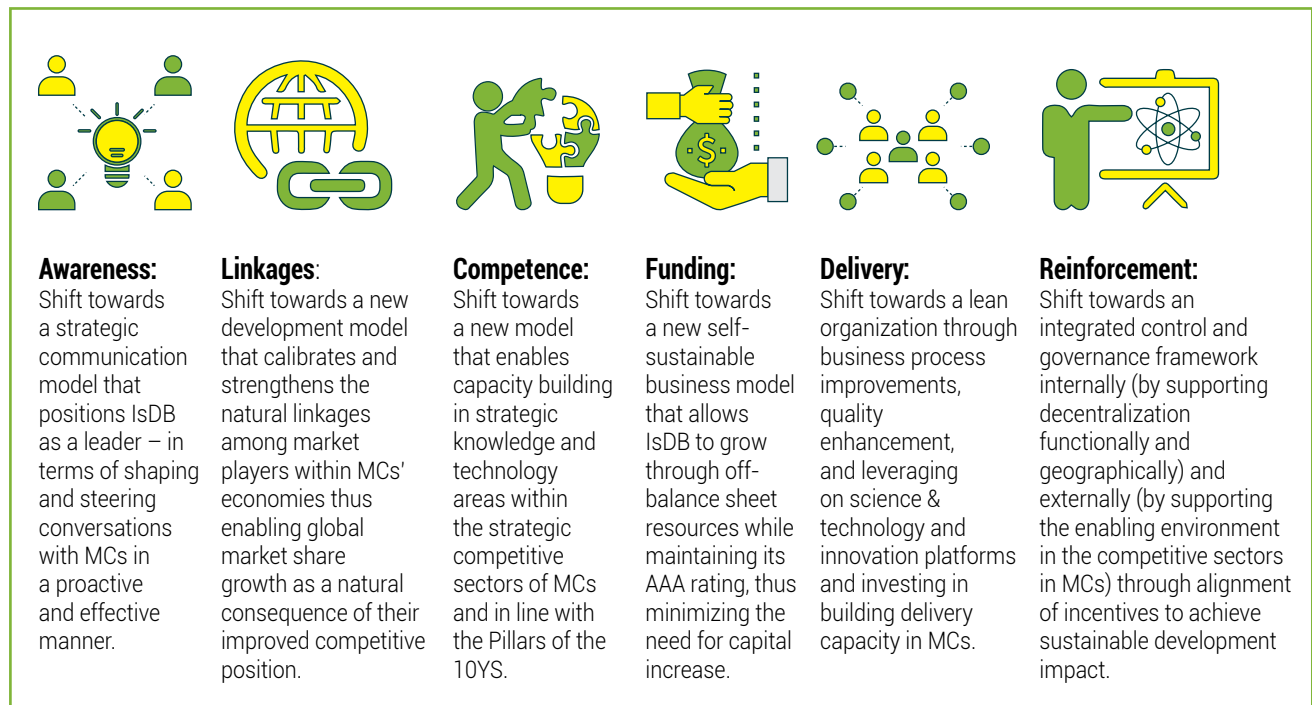 $
Awareness:
Shift towards
a strategic
communication
model that
positions IsDB
as a leader – in
terms of shaping
and steering
conversations
with MCs in
a proactive
and effective
manner.
Linkages:
Shift towards a new
development model
that calibrates and
strengthens the
natural linkages
among market
players within MCs'
economies thus
enabling global
market share
growth as a natural
consequence of their
improved competitive
position.
Competence:
Shift towards
a new model
that enables
capacity building
in strategic
knowledge and
technology
areas within
the strategic
competitive
sectors of MCs
and in line with
the Pillars of the
10YS.
Funding:
Shift towards
a new self-
sustainable
business model
that allows
IsDB to grow
through off-
balance sheet
resources while
maintaining its
AAA rating, thus
minimizing the
need for capital
increase.
Delivery:
Shift towards a lean
organization through
business process
improvements,
quality
enhancement,
and leveraging
on science &
technology and
innovation platforms
and investing in
building delivery
capacity in MCs.
Reinforcement:
Shift towards an
integrated control and
governance framework
internally (by supporting
decentralization
functionally and
geographically) and
externally (by supporting
the enabling environment
in the competitive sectors
in MCs) through alignment
of incentives to achieve
sustainable development
impact.